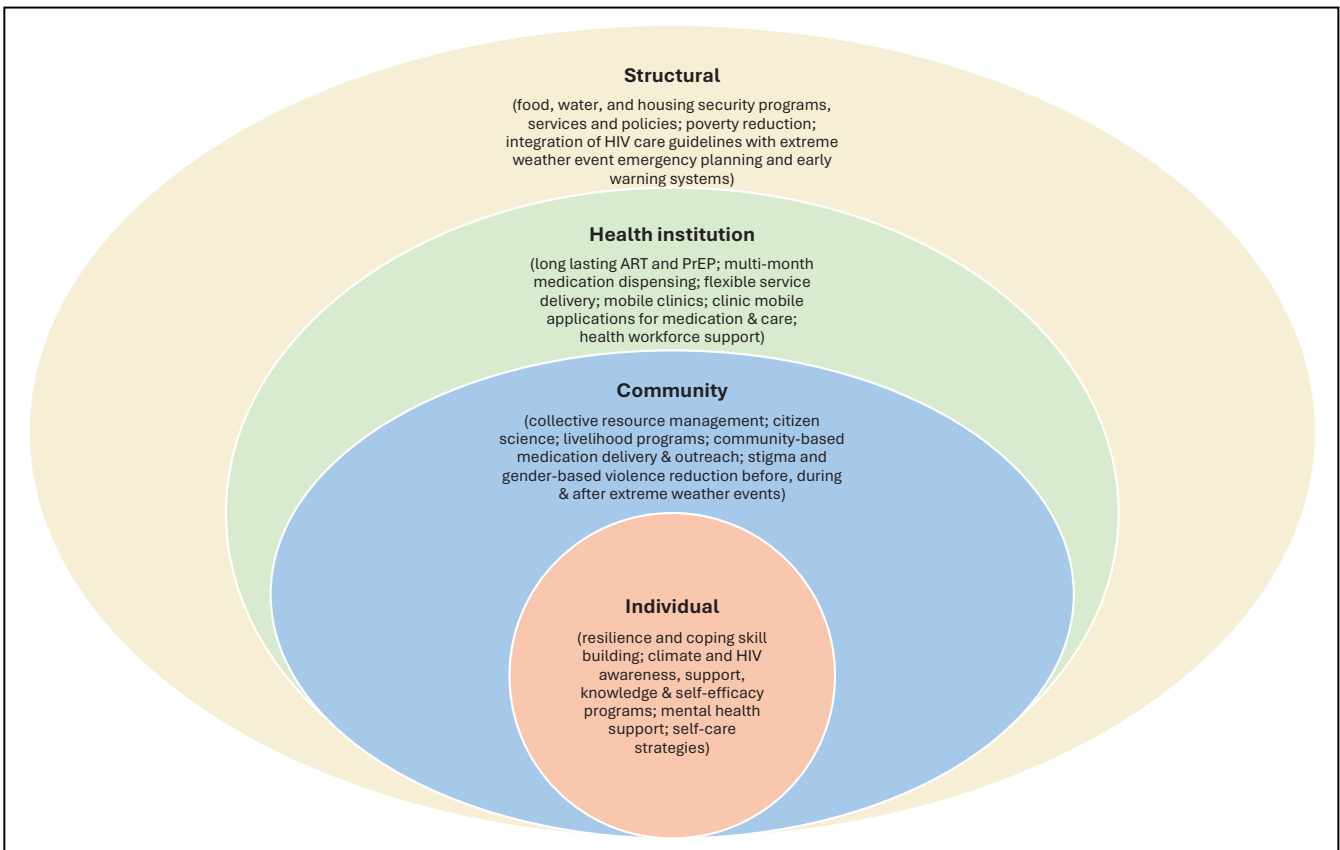 Structural
(food, water, and housing security programs,
services and policies; poverty reduction;
integration of HIV care guidelines with extreme
weather event emergency planning and early
warning systems)
Health institution
(long lasting ART and PrEP; multi-month
medication dispensing; flexible service
delivery; mobile clinics; clinic mobile
applications for medication & care;
health workforce support)
Community
(collective resource management; citizen
science; livelihood programs; community-based
medication delivery & outreach; stigma and
gender-based violence reduction before, during
& after extreme weather events)
Individual
(resilience and coping skill
building; climate and HIV
awareness, support,
knowledge & self-efficacy
programs; mental health
support; self-care
strategies)